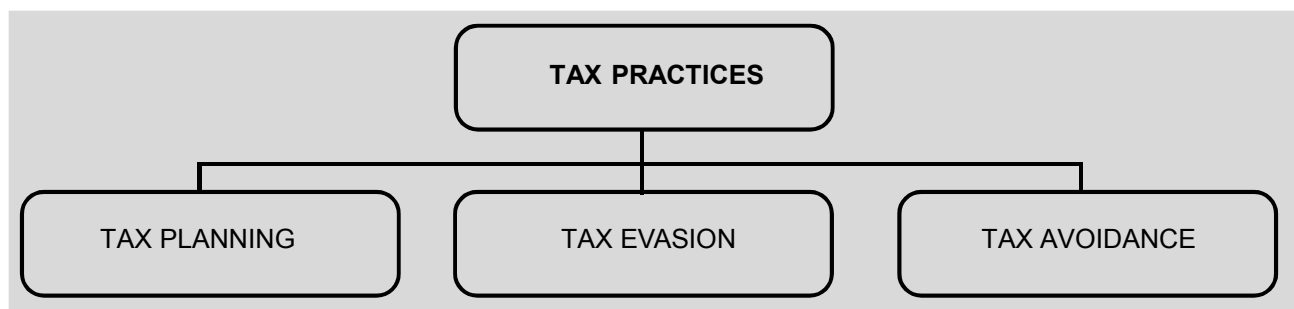 TAX PRACTICES
TAX PLANNING
TAX EVASION
TAX AVOIDANCE